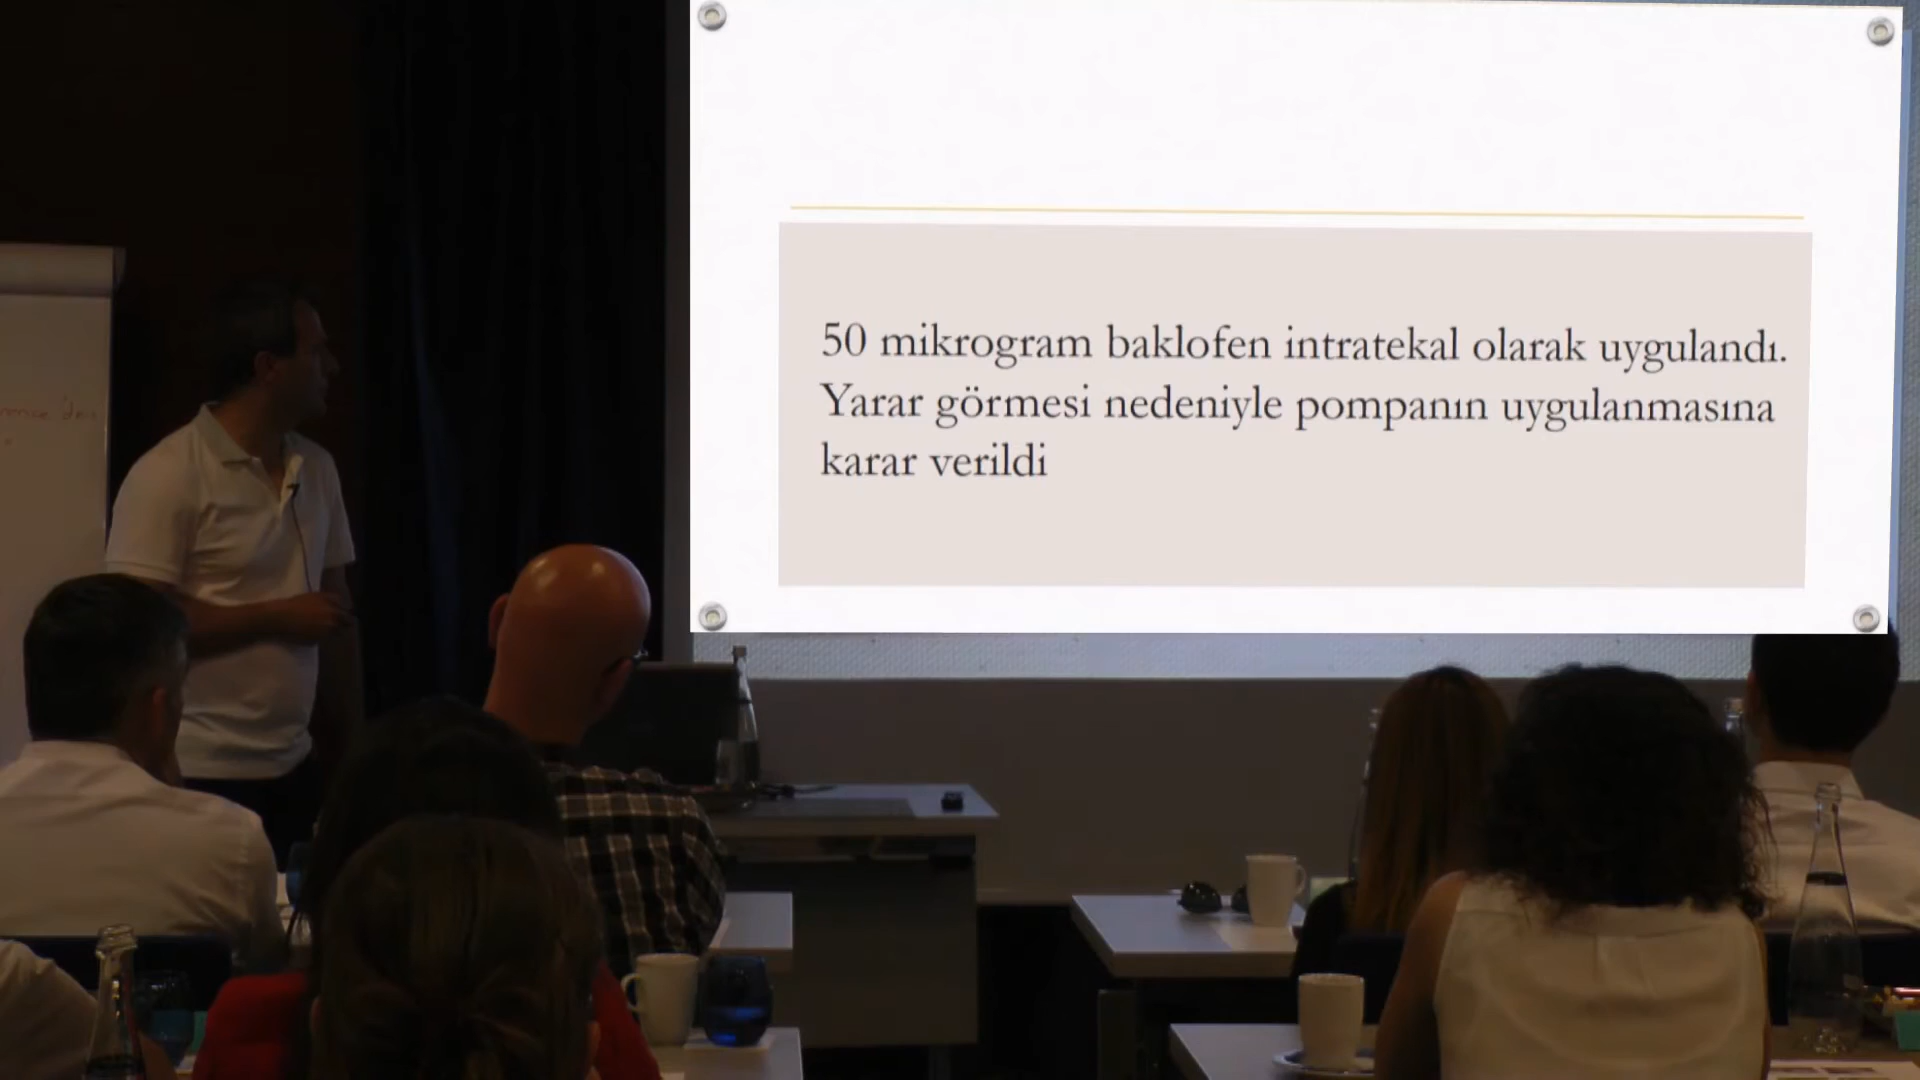 50 mikrogram baklofen intratekal olarak uygulandı.
Yarar görmesi nedeniyle pompanın uygulanmasına
karar verildi